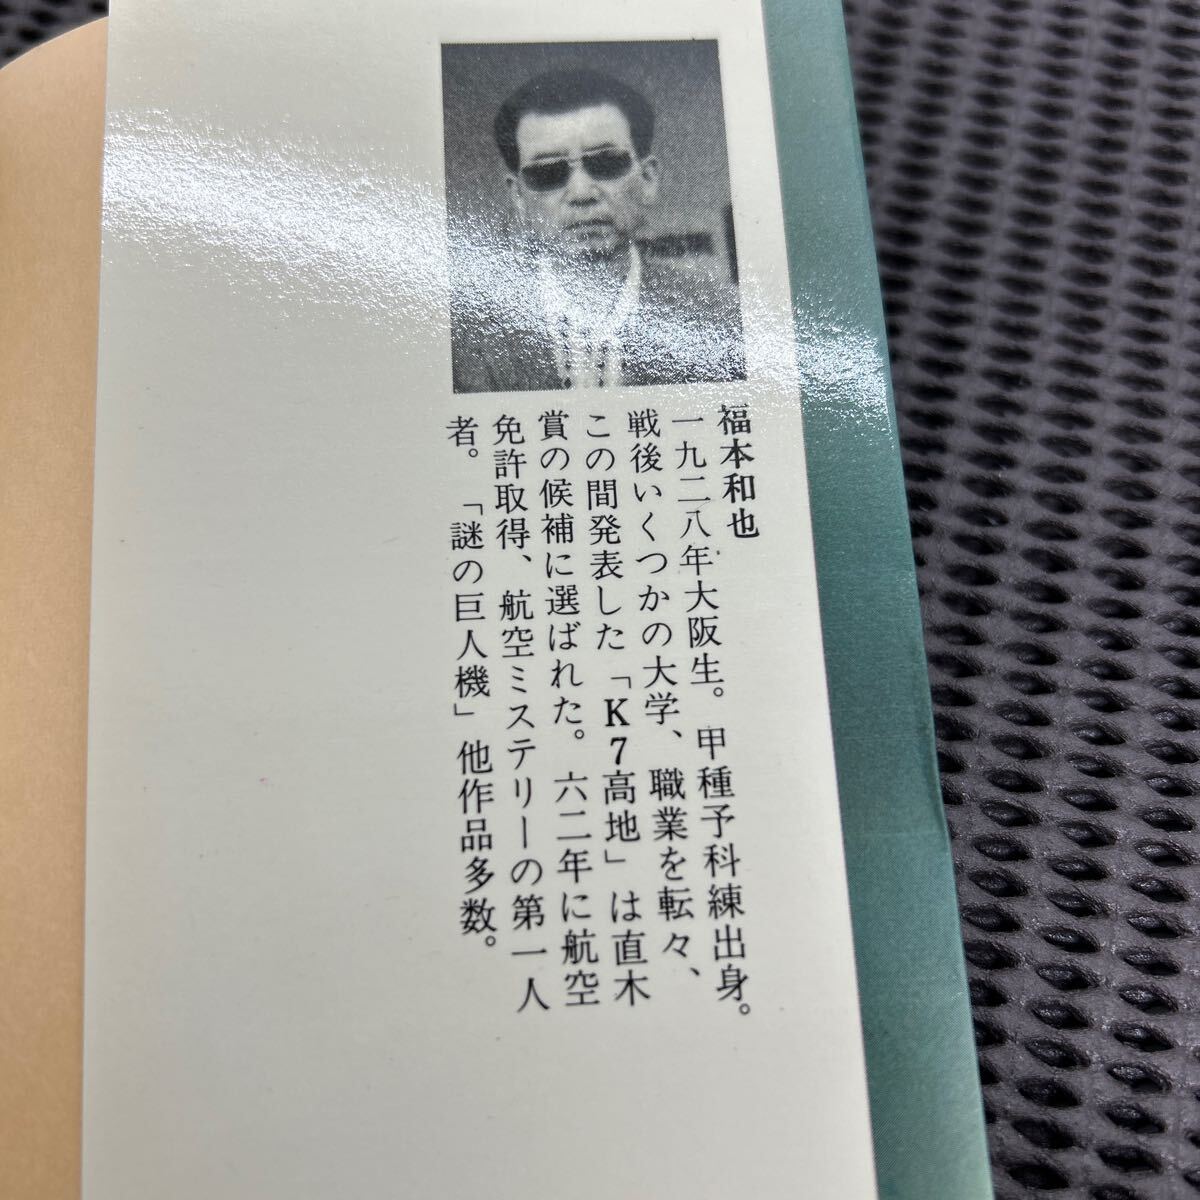 福本和也
一九二八年大阪生。甲種予科練出身。
戦後いくつかの大学、職業を転々、
この間発表した「K7高地」は直木
賞の候補に選ばれた。六二年に航空
免許取得、航空ミステリーの第一人
者。「謎の巨人機」他作品多数。